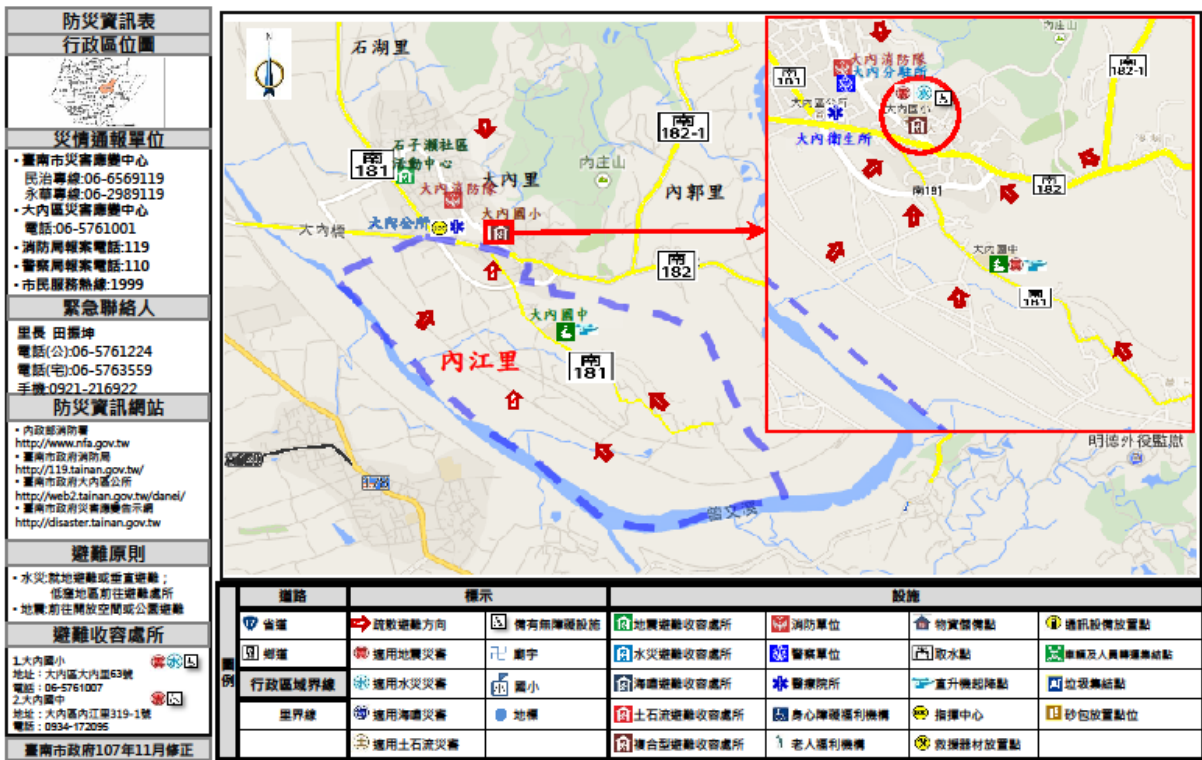 防災資訊表
行政區位圖
災情通報單位
• 臺南市災害應變中心
民治專線:06-6569119
永華專線:06-2989119
• 大內區災害應變中心
電話:06-5761001
• 消防局報案電話:119
• 警察局報案電話:110
• 市民服務熱線:1999
緊急聯絡人
里長 田振坤
電話(公):06-5761224
電話(宅):06-5763559
手機:0921-216922
防災資訊網站
• 內政部消防署
http://www.nfa.gov.tw
• 臺南市政府消防局
http://119.tainan.gov.tw/
• 臺南市政府大內區公所
http://web2.tainan.gov.tw/danei/
• 臺南市政府災害應變告示網
http://disaster.tainan.gov.tw
避難原則
• 水災:就地避難或垂直避難；
低窪地區前往避難處所
• 地震:前往開放空間或公園避難
避難收容處所
1.大內國小
地址：大內區大內里63號
電話：06-5761007
2.大內國中
地址：大內區內江里319-1號
電話：0934-172095
臺南市政府107年11月修正
N
石湖里
南
182-1
石子瀨社區
活動中心
南
181
大內里
內庄山
內郭里
大內消防隊
大內國小
大內公所
大內橋
南
182
大內國中
內江里
南
181
曾文溪
明德外役監獄
內庄山
南
182-1
大內消防隊
大內分駐所
南
181
大內區公所
大內國小
大內衛生所
南181
南
182
大內國中
南
181
圖例
道路
標示
設施
省道
疏散避難方向
備有無障礙設施
地震避難收容處所
消防單位
物資儲備點
通訊設備放置點
鄉道
適用地震災害
廟宇
水災避難收容處所
警察單位
取水點
車輛及人員轉運集結點
行政區域界線
適用水災災害
國小
海嘯避難收容處所
醫療院所
直升機起降點
垃圾集結點
里界線
適用海嘯災害
地標
土石流避難收容處所
身心障礙福利機構
指揮中心
砂包放置點位
適用土石流災害
複合型避難收容處所
老人福利機構
救援器材放置點